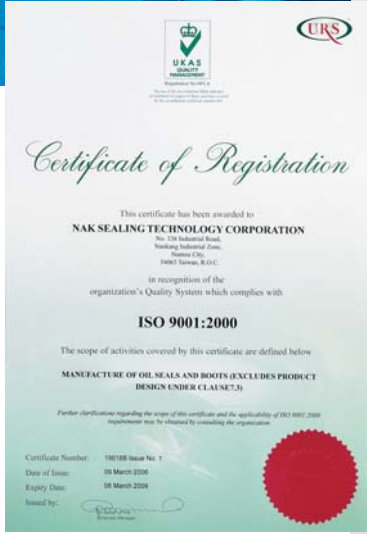 UKAS
QUALITY
MANAGEMENT
URS
Certificate of Registration
This certificate has been awarded to
NAK SEALING TECHNOLOGY CORPORATION
No. 336 Industrial Road,
Nankang Industrial Zone,
Nantou City,
54065 Taiwan, R.O.C.
in recognition of the
organization's Quality System which complies with
ISO 9001:2000
The scope of activities covered by this certificate are defined below
MANUFACTURE OF OIL SEALS AND BOOTS (EXCLUDES PRODUCT
DESIGN UNDER CLAUSE7.3)
Further clarifications regarding the scope of this certificate and the applicability of ISO 9001:2000
requirements may be obtained by consulting the organization
Certificate Number: Issue No. 1
Date of Issue: 09 March 2006
Expiry Date: 08 March 2009
Issued by: